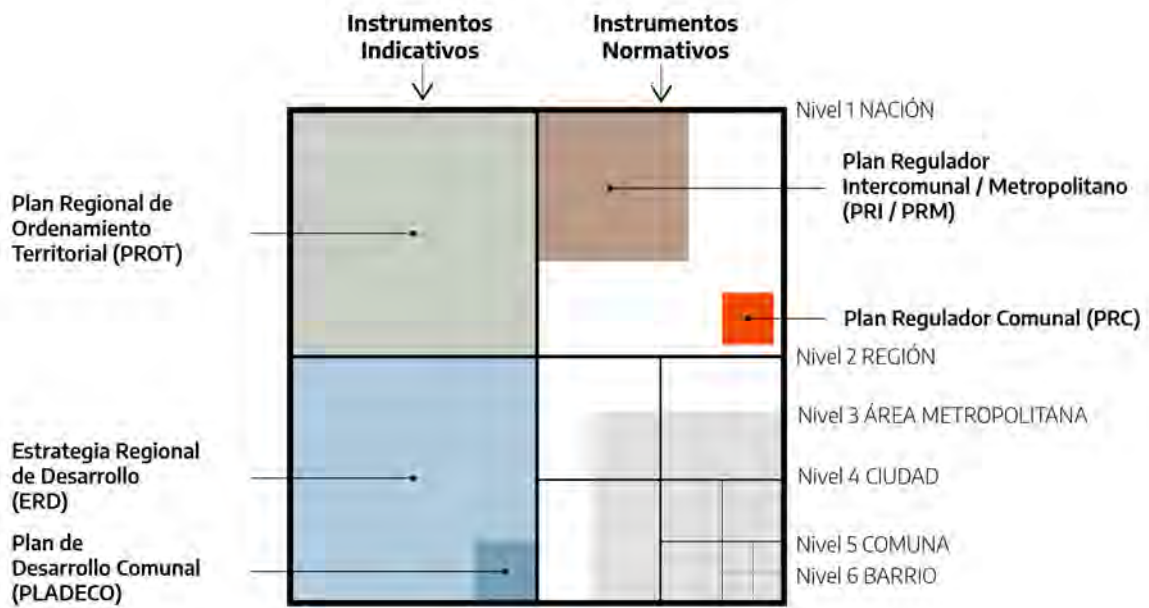 Instrumentos
Indicativos
Instrumentos
Normativos
Nivel 1 NACIÓN
Plan Regulador
Intercomunal / Metropolitano
(PRI / PRM)
Plan Regional de
Ordenamiento
Territorial (PROT)
Plan Regulador Comunal (PRC)
Nivel 2 REGIÓN
Nivel 3 ÁREA METROPOLITANA
Estrategia Regional
de Desarrollo
(ERD)
Nivel 4 CIUDAD
Plan de
Desarrollo Comunal
(PLADECO)
Nivel 5 COMUNA
Nivel 6 BARRIO